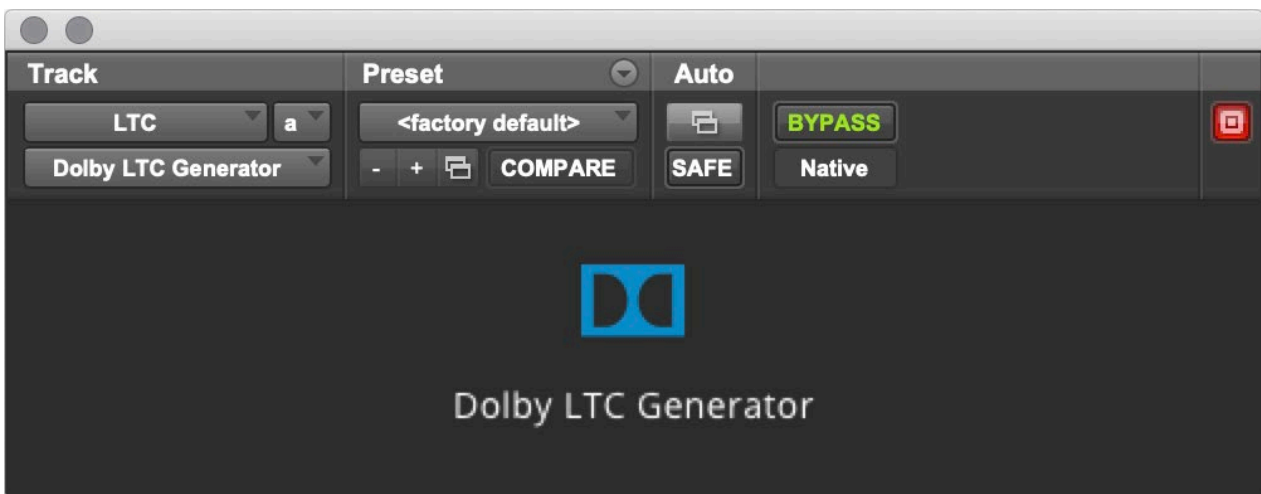 Track Preset Auto
LTC a <factory default> BYPASS
Dolby LTC Generator - + COMPARE SAFE Native
Dolby LTC Generator